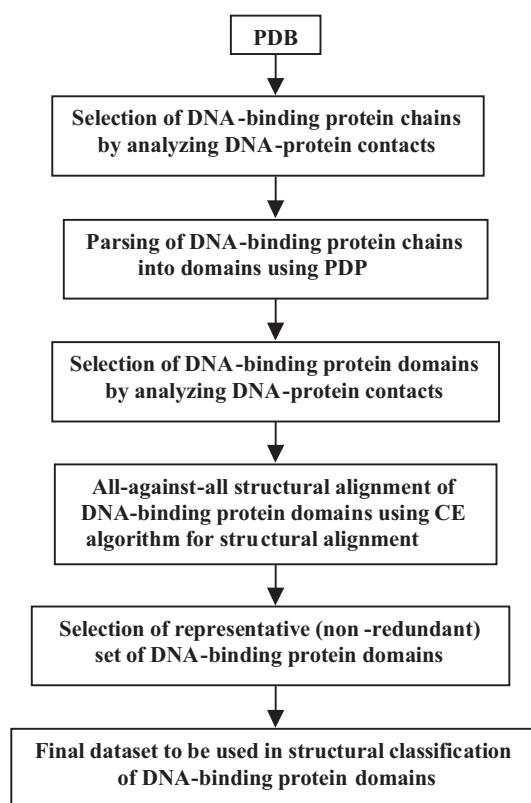 PDB
Selection of DNA-binding protein chains
by analyzing DNA-protein contacts
Parsing of DNA-binding protein chains
into domains using PDP
Selection of DNA-binding protein domains
by analyzing DNA-protein contacts
All-against-all structural alignment of
DNA-binding protein domains using CE
algorithm for structural alignment
Selection of representative (non -redundant)
set of DNA-binding protein domains
Final dataset to be used in structural classification
of DNA-binding protein domains